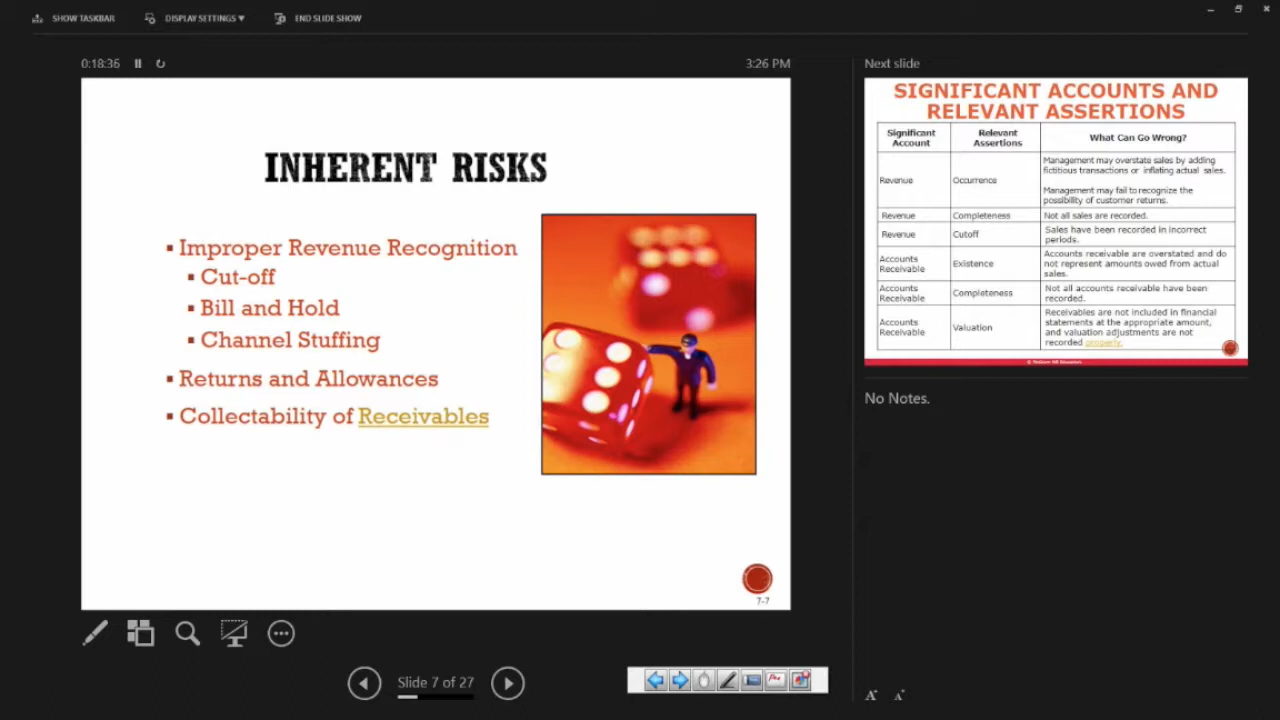 SHOW TASKBAR
DISPLAY SETTINGS ▼
END SLIDE SHOW
0:18:36
3:26 PM
INHERENT RISKS
▪ Improper Revenue Recognition
▪ Cut-off
▪ Bill and Hold
▪ Channel Stuffing
▪ Returns and Allowances
▪ Collectability of Receivables
7-7
Slide 7 of 27
Next slide
SIGNIFICANT ACCOUNTS AND
RELEVANT ASSERTIONS
Significant
Account
Relevant
Assertions
What Can Go Wrong?
Revenue
Occurrence
Management may overstate sales by adding
fictitious transactions or inflating actual sales.
Management may fail to recognize the
possibility of customer returns.
Revenue
Completeness
Not all sales are recorded.
Revenue
Cutoff
Sales have been recorded in incorrect
periods.
Accounts
Receivable
Existence
Accounts receivable are overstated and do
not represent amounts owed from actual
sales.
Accounts
Receivable
Completeness
Not all accounts receivable have been
recorded.
Accounts
Receivable
Valuation
Receivables are not included in financial
statements at the appropriate amount,
and valuation adjustments are not
recorded properly.
© McGraw-Hill Education
No Notes.
A
A